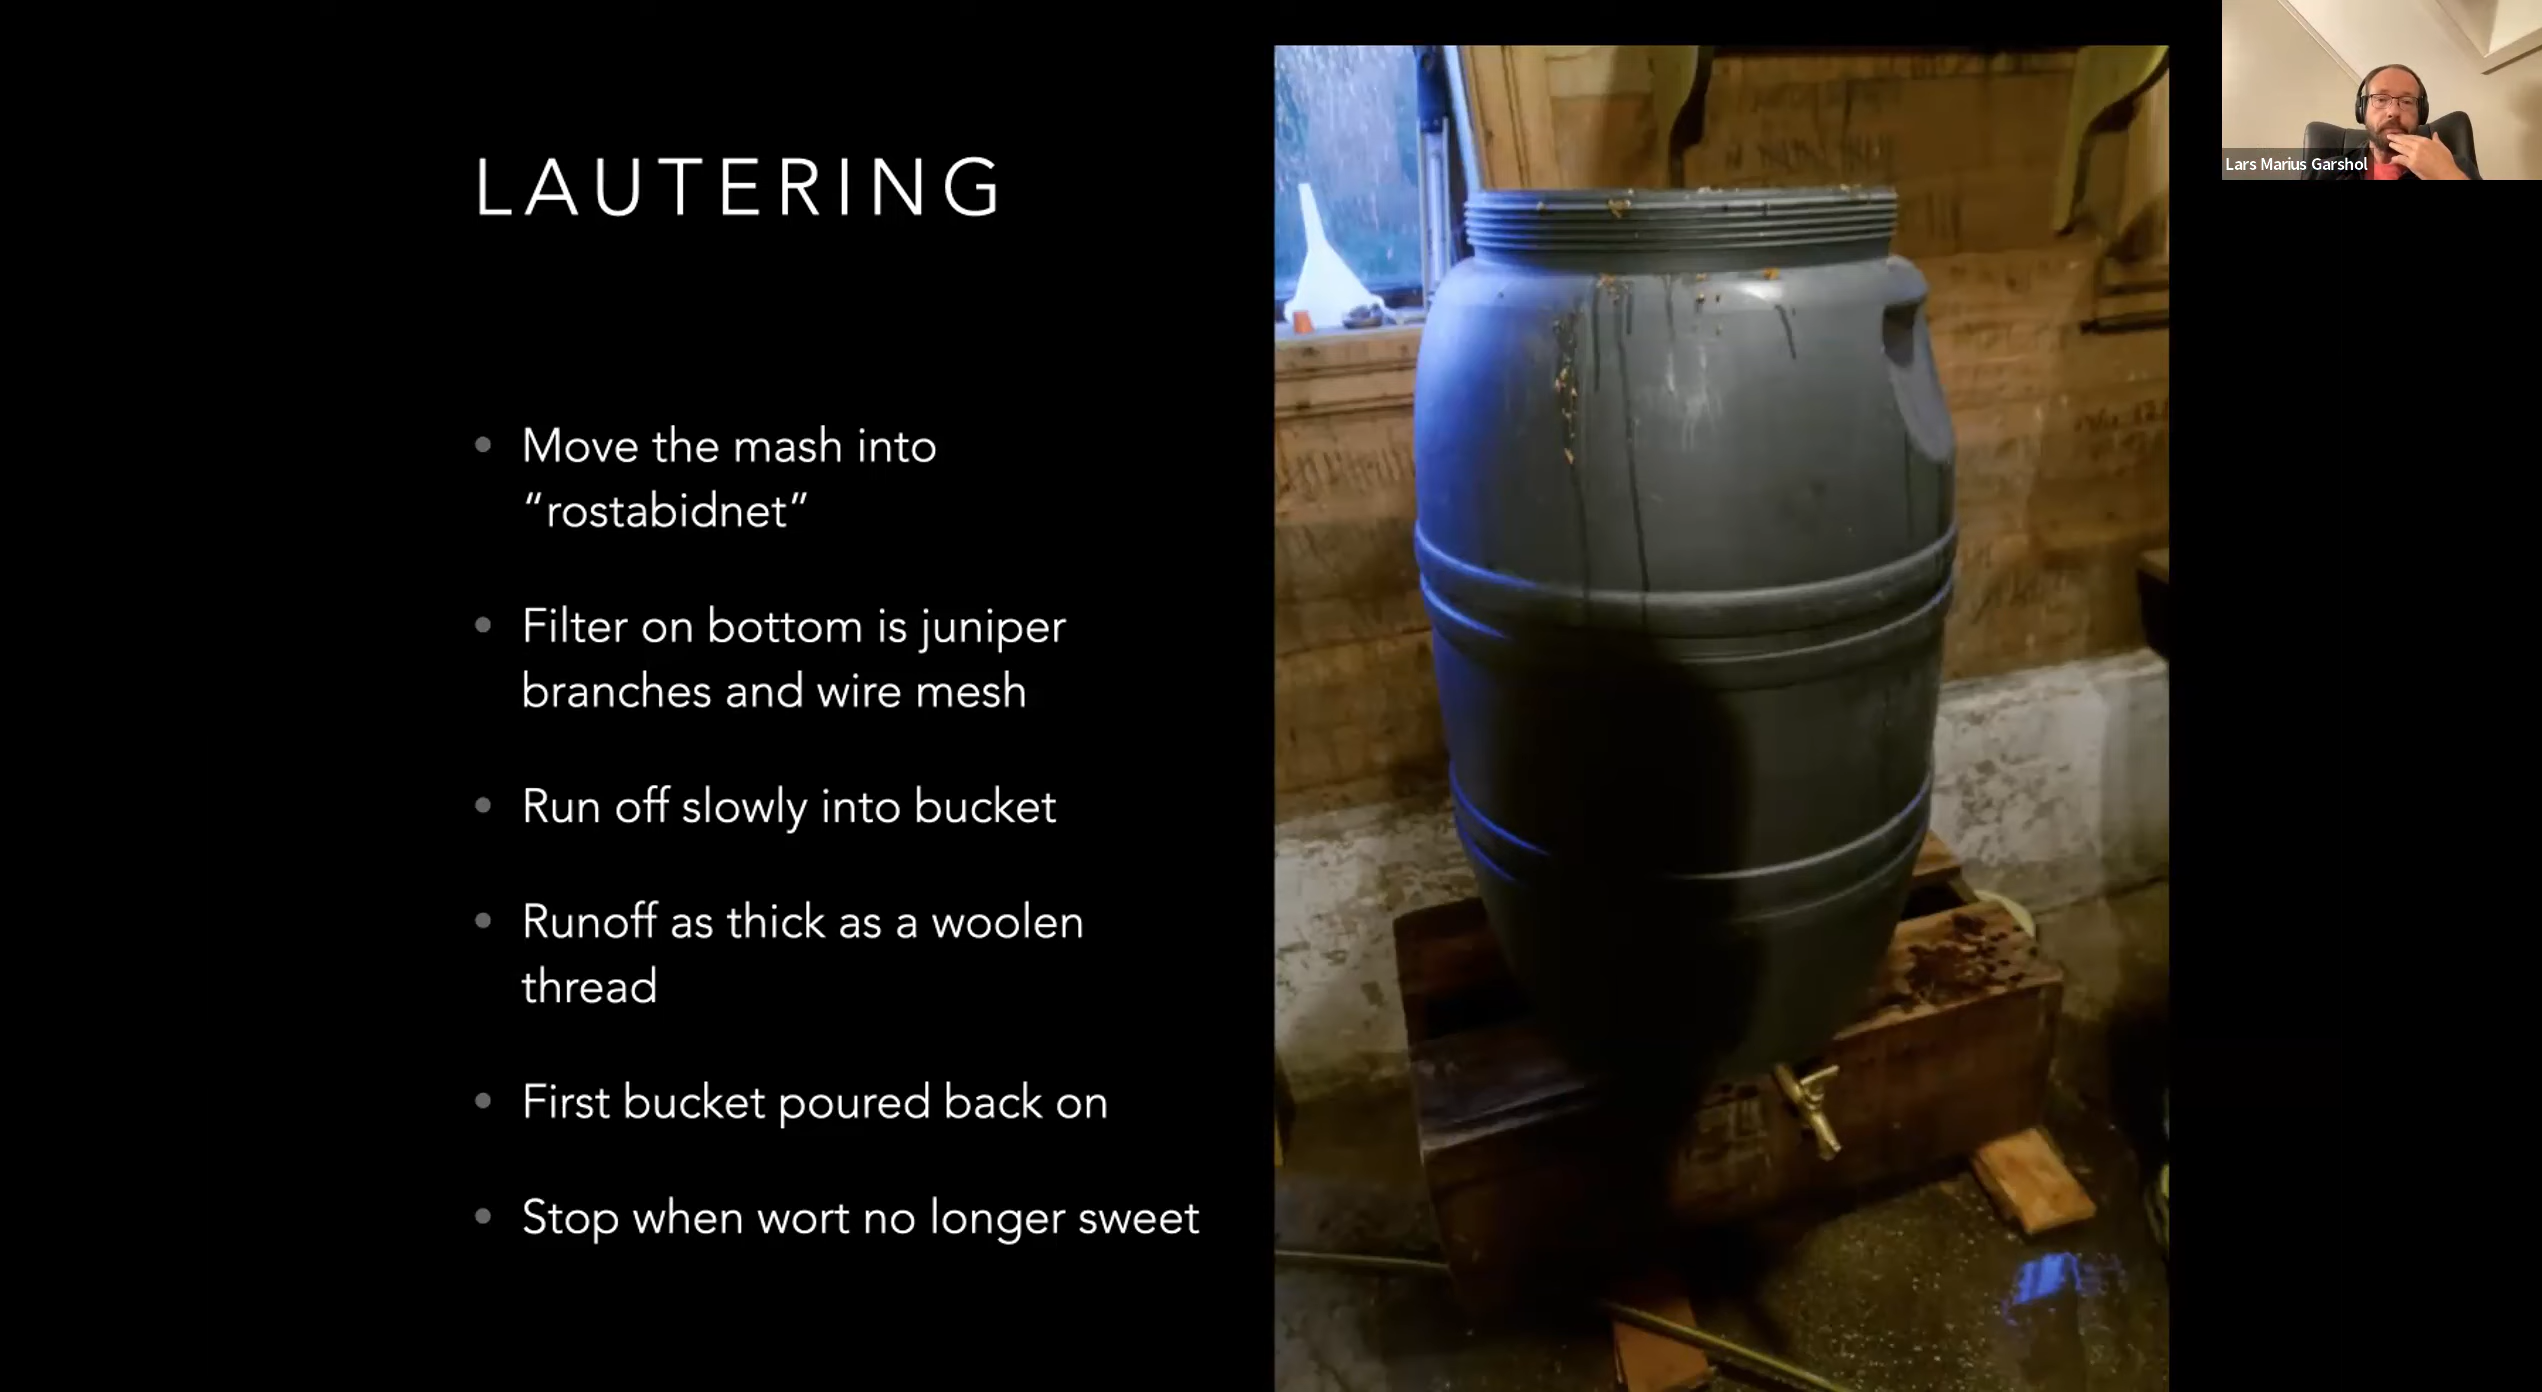 LAUTERING
• Move the mash into
“rostabidnet”
• Filter on bottom is juniper
branches and wire mesh
• Run off slowly into bucket
• Runoff as thick as a woolen
thread
• First bucket poured back on
• Stop when wort no longer sweet
Lars Marius Garshol